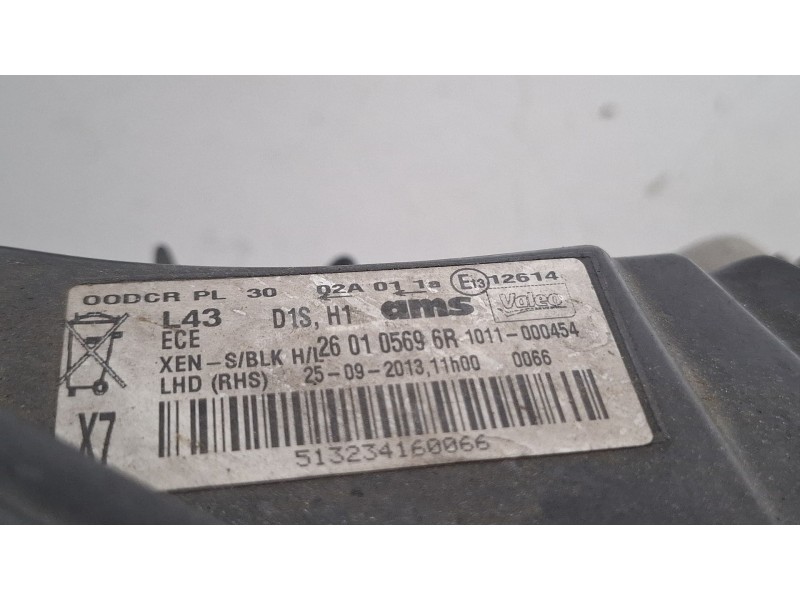 00DCR PL 30 02A 01 1a E13 12614
L43 D1S, H1 ams Valeo
ECE 26 01 0569 6R 1011-000454
XEN-S/BLK H/L
LHD (RHS) 25-09-2013,11h00 0066
X7
513234160066